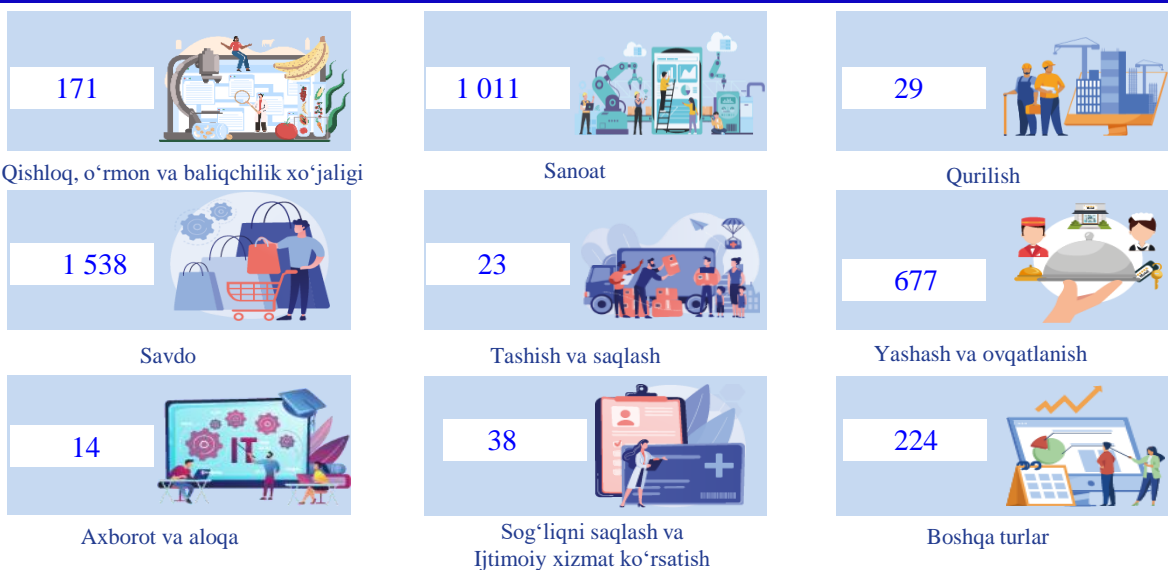 171
1 011
29
Qishloq, o‘rmon va baliqchilik xo‘jaligi
Sanoat
Qurilish
1 538
23
677
Savdo
Tashish va saqlash
Yashash va ovqatlanish
14
IT
38
224
Axborot va aloqa
Sog‘liqni saqlash va
Ijtimoiy xizmat ko‘rsatish
Boshqa turlar